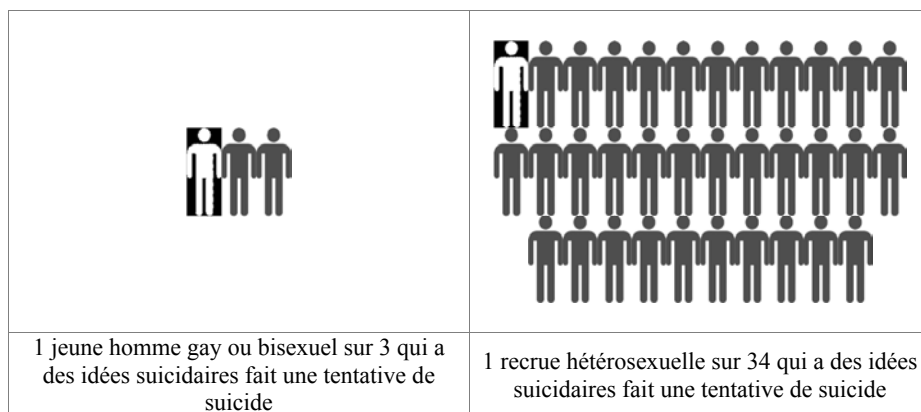 1 jeune homme gay ou bisexuel sur 3 qui a
des idées suicidaires fait une tentative de
suicide
1 recrue hétérosexuelle sur 34 qui a des idées
suicidaires fait une tentative de suicide